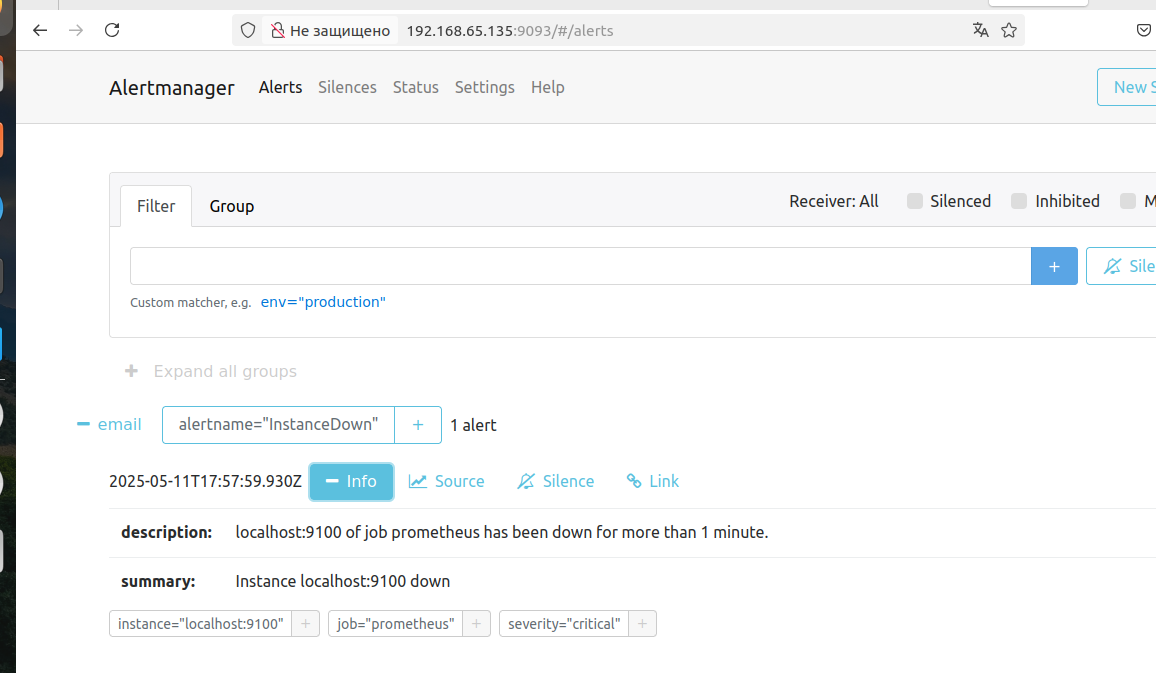 Не защищено 192.168.65.135:9093/#/alerts
Alertmanager Alerts Silences Status Settings Help New
Filter Group Receiver: All Silenced Inhibited
+
Custom matcher, e.g. env="production"
+ Expand all groups
email alertname="InstanceDown" + 1 alert
2025-05-11T17:57:59.930Z Info Source Silence Link
description: localhost:9100 of job prometheus has been down for more than 1 minute.
summary: Instance localhost:9100 down
instance="localhost:9100" + job="prometheus" + severity="critical" +